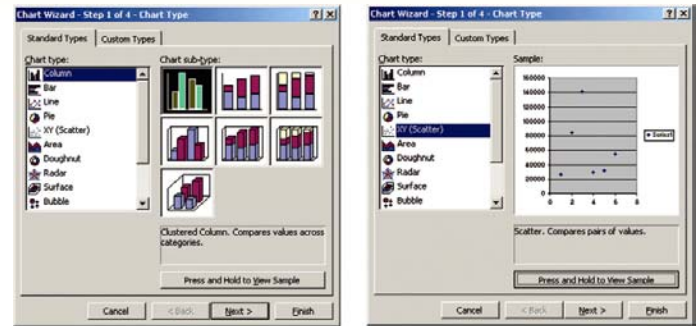 Chart Wizard - Step 1 of 4 - Chart Type
Standard Types
Custom Types
Chart type:
Column
Bar
Line
Pie
XY (Scatter)
Area
Doughnut
Radar
Surface
Bubble
Chart sub-type:
Clustered Column. Compares values across
categories.
Press and Hold to View Sample
Cancel
< Back
Next >
Finish
Chart Wizard - Step 1 of 4 - Chart Type
Standard Types
Custom Types
Chart type:
Column
Bar
Line
Pie
XY (Scatter)
Area
Doughnut
Radar
Surface
Bubble
Sample:
160000
140000
120000
100000
80000
60000
40000
20000
0
0 2 4 6 8
Series1
Scatter. Compares pairs of values.
Press and Hold to View Sample
Cancel
< Back
Next >
Finish